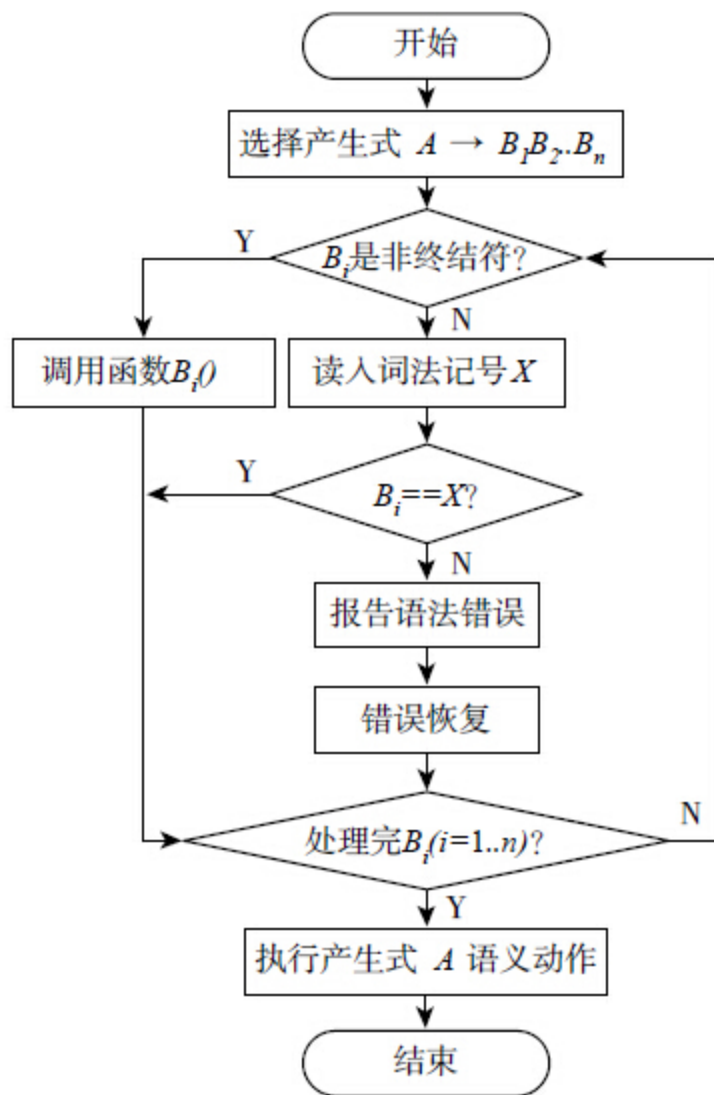 开始
选择产生式 A → B₁B₂..Bₙ
Y
Bᵢ是非终结符?
N
调用函数Bᵢ()
读入词法记号X
Y
Bᵢ==X?
N
报告语法错误
错误恢复
处理完Bᵢ(i=1..n)?
N
Y
执行产生式 A 语义动作
结束